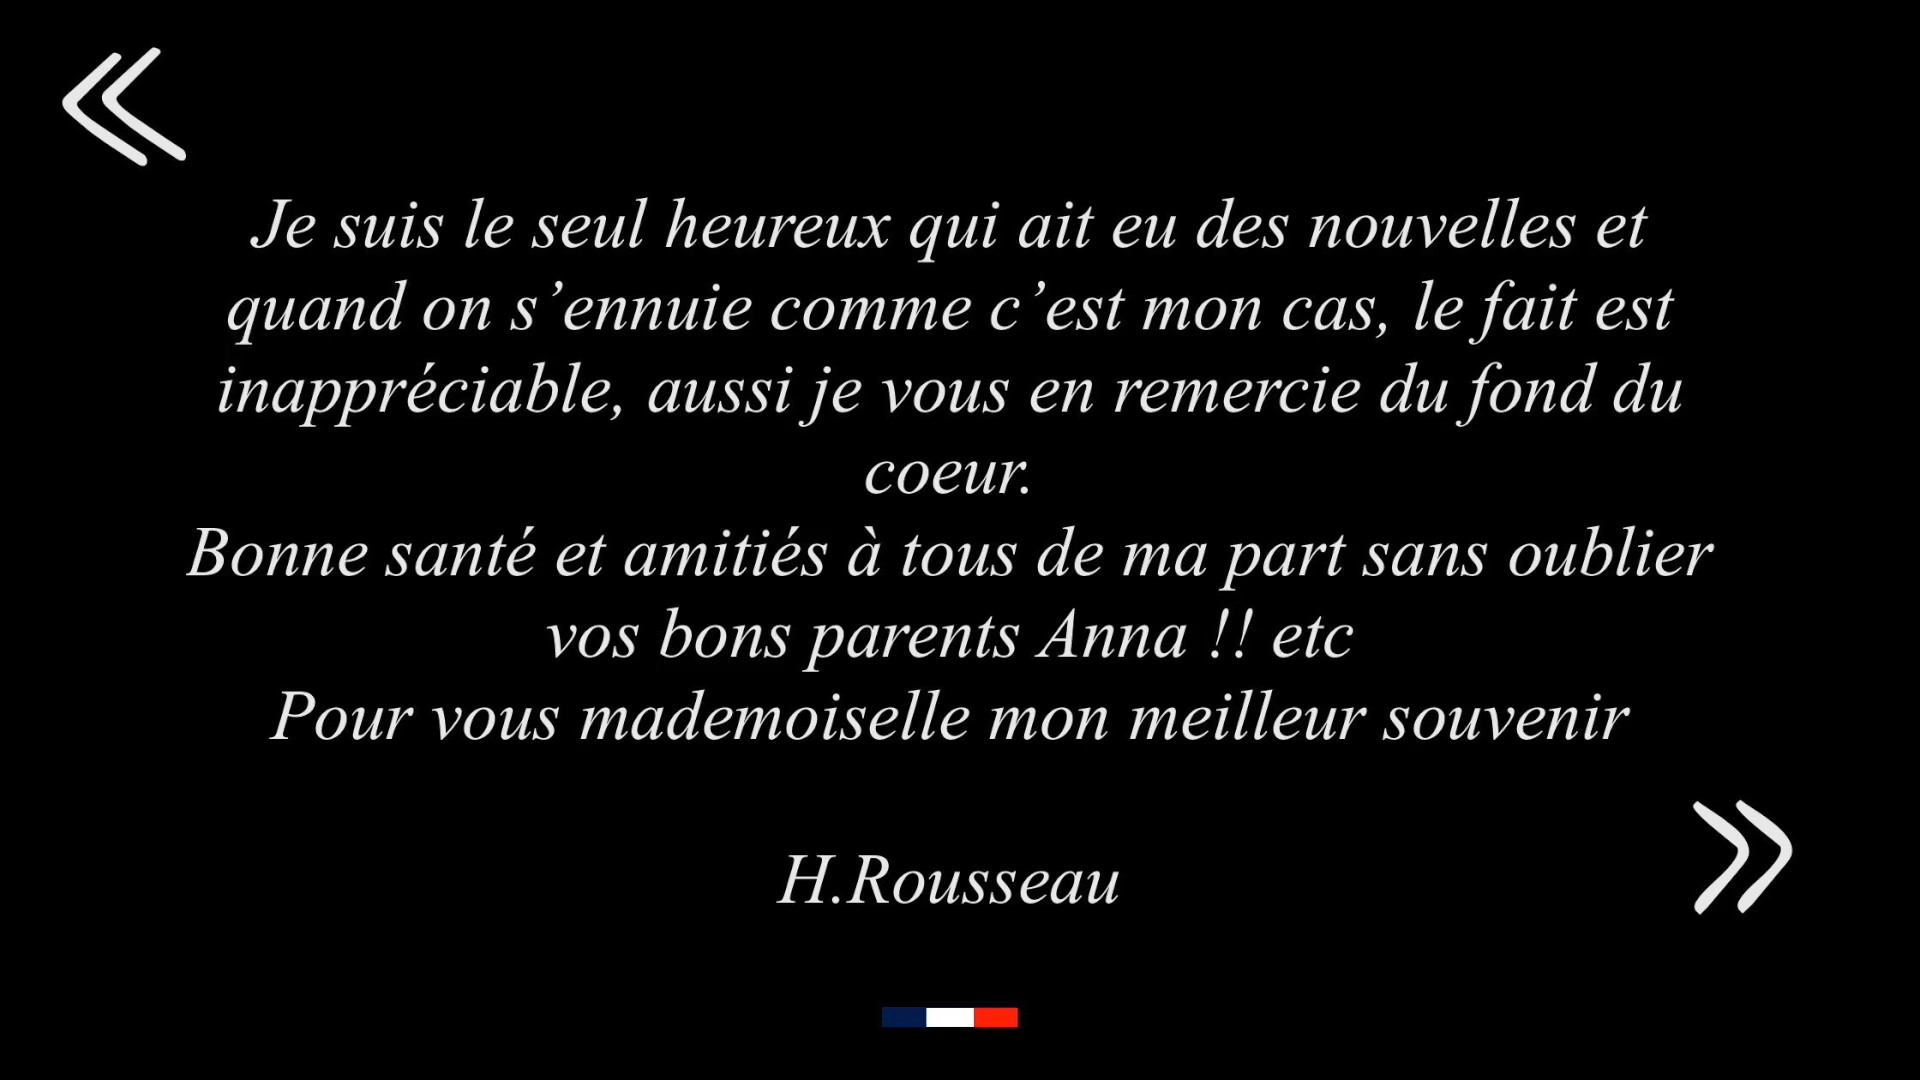 «
Je suis le seul heureux qui ait eu des nouvelles et
quand on s’ennuie comme c’est mon cas, le fait est
inappréciable, aussi je vous en remercie du fond du
coeur.
Bonne santé et amitiés à tous de ma part sans oublier
vos bons parents Anna !! etc
Pour vous mademoiselle mon meilleur souvenir
»
H.Rousseau